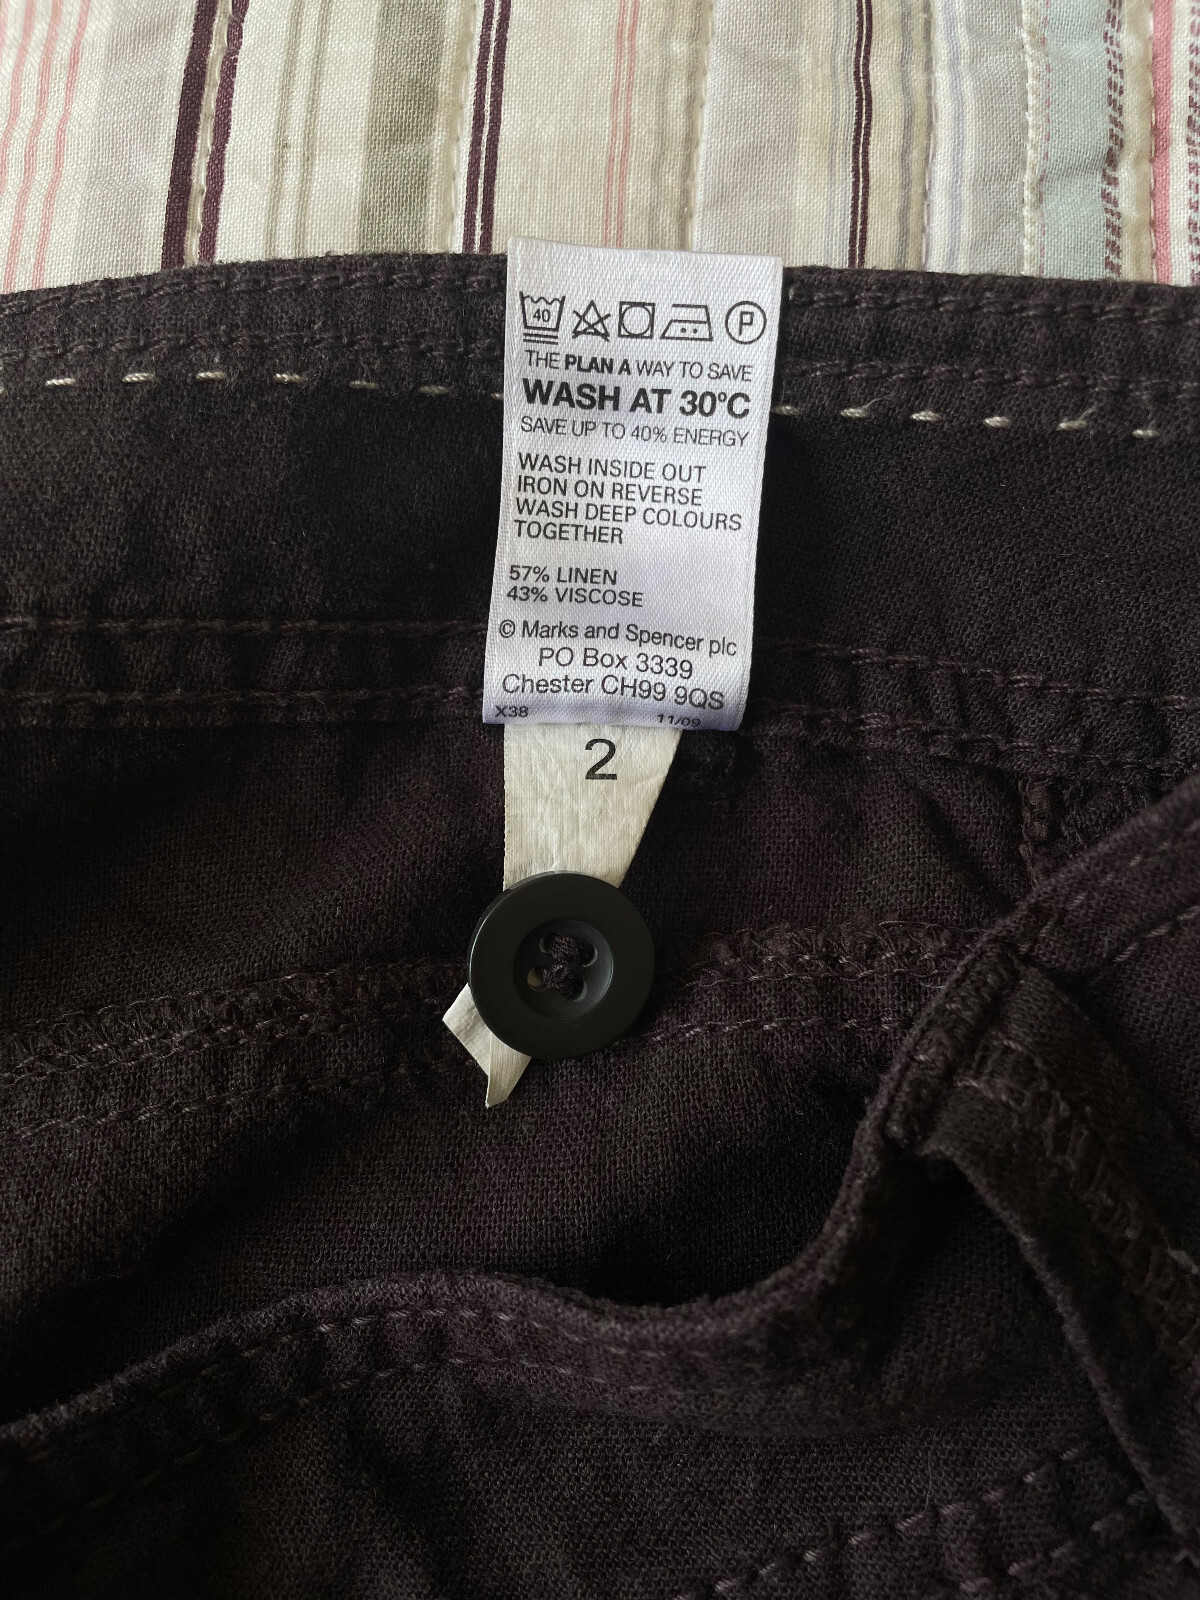 40
P
THE PLAN A WAY TO SAVE
WASH AT 30°C
SAVE UP TO 40% ENERGY
WASH INSIDE OUT
IRON ON REVERSE
WASH DEEP COLOURS
TOGETHER
57% LINEN
43% VISCOSE
© Marks and Spencer plc
PO Box 3339
Chester CH99 9QS
X38 11/09
2